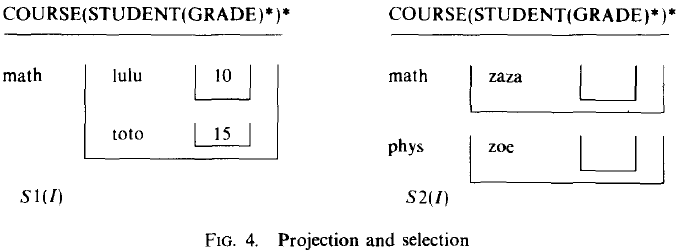 COURSE(STUDENT(GRADE)*)* COURSE(STUDENT(GRADE)*)*
math lulu 10 math zaza
toto 15
phys zoe
S1(I) S2(I)
FIG. 4. Projection and selection